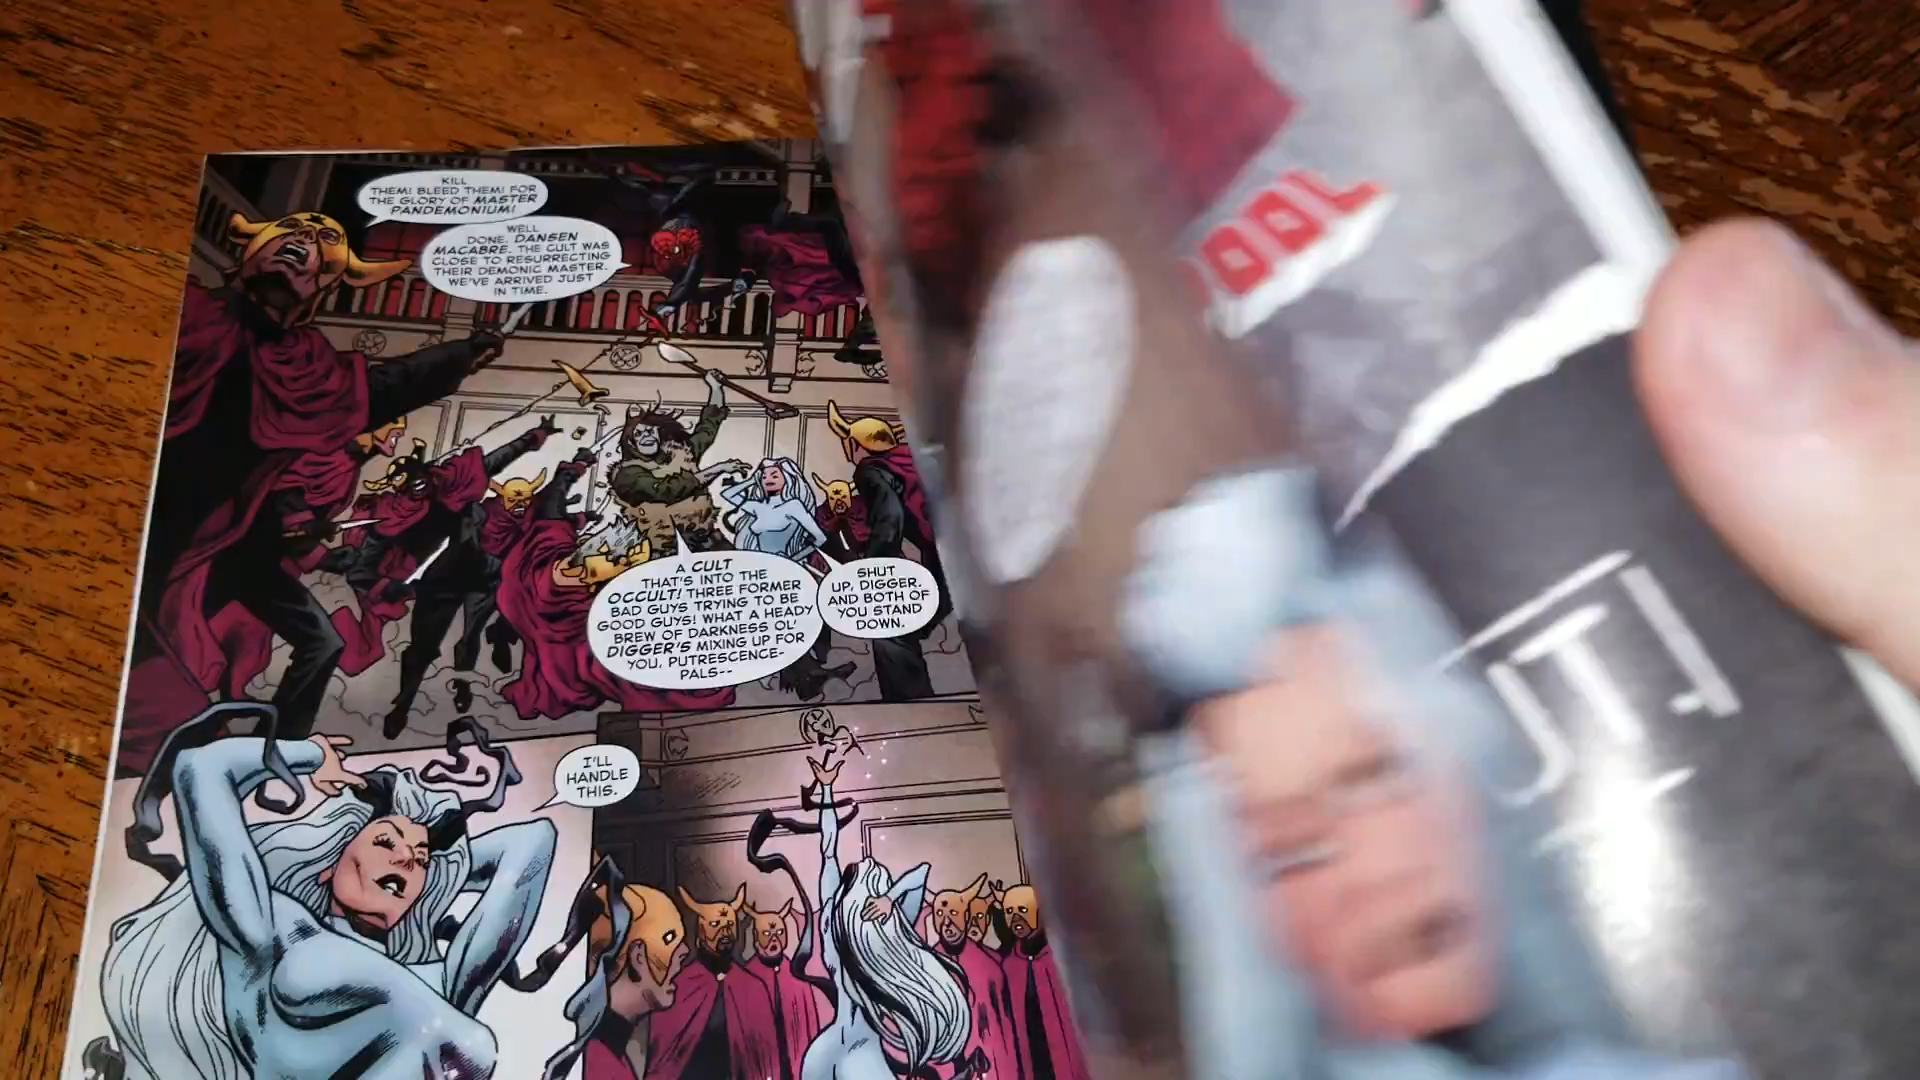 KILL
THEM! BLEED THEM! FOR
THE GLORY OF MASTER
PANDEMONIUM!
WELL
DONE, DANSEN
MACABRE. THE CULT WAS
CLOSE TO RESURRECTING
THEIR DEMONIC MASTER.
WE'VE ARRIVED JUST
IN TIME.
A CULT
THAT'S INTO THE
OCCULT! THREE FORMER
BAD GUYS TRYING TO BE
GOOD GUYS! WHAT A HEADY
BREW OF DARKNESS OL'
DIGGER'S MIXING UP FOR
YOU, PUTRESCENCE-
PALS--
SHUT
UP, DIGGER.
AND BOTH OF
YOU STAND
DOWN.
I'LL
HANDLE
THIS.